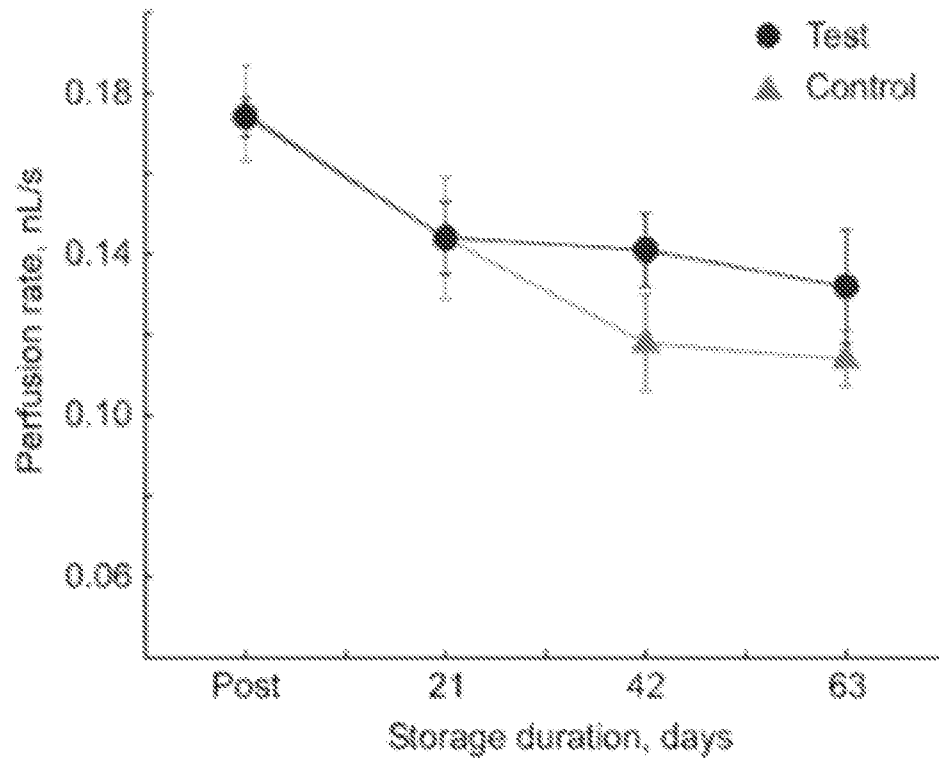 Test
Control
0.18
0.14
0.10
0.06
Perfusion rate, nL/s
Post 21 42 63
Storage duration, days